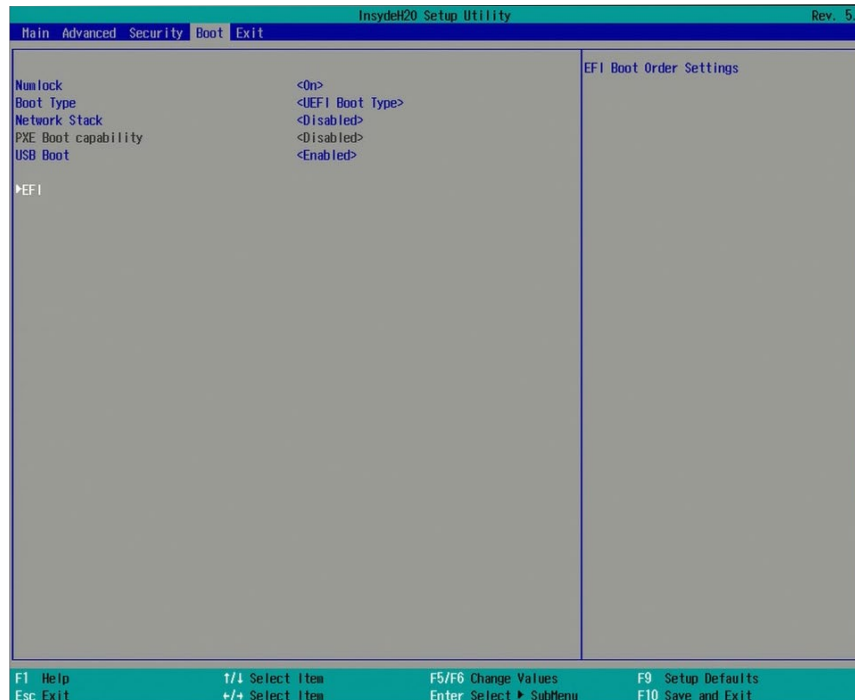 InsydeH20 Setup Utility Rev. 5.
Main Advanced Security Boot Exit
EFI Boot Order Settings
Numlock <On>
Boot Type <UEFI Boot Type>
Network Stack <Disabled>
PXE Boot capability <Disabled>
USB Boot <Enabled>
▶EFI
F1 Help ↑/↓ Select Item F5/F6 Change Values F9 Setup Defaults
Esc Exit ←/→ Select Item Enter Select ▶ SubMenu F10 Save and Exit